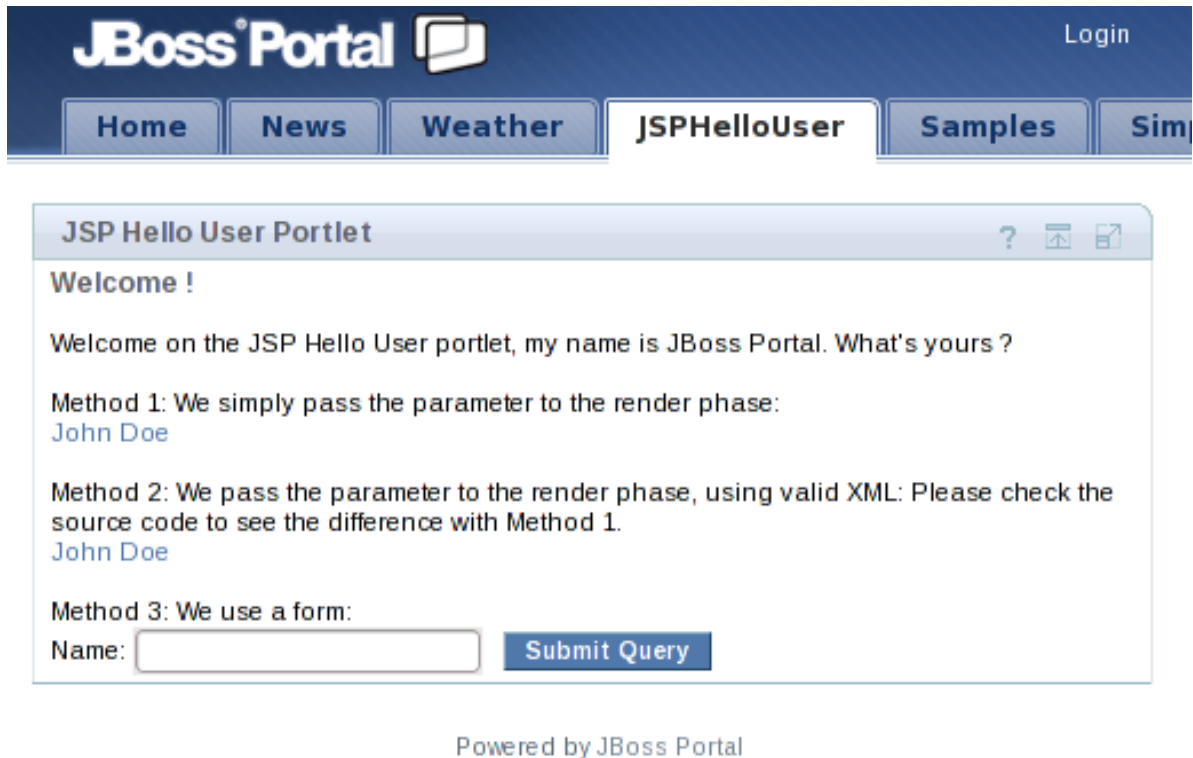 JBoss® Portal
Login
Home
News
Weather
JSPHelloUser
Samples
JSP Hello User Portlet
?
Welcome !
Welcome on the JSP Hello User portlet, my name is JBoss Portal. What's yours ?
Method 1: We simply pass the parameter to the render phase:
John Doe
Method 2: We pass the parameter to the render phase, using valid XML: Please check the
source code to see the difference with Method 1.
John Doe
Method 3: We use a form:
Name:
Submit Query
Powered by JBoss Portal